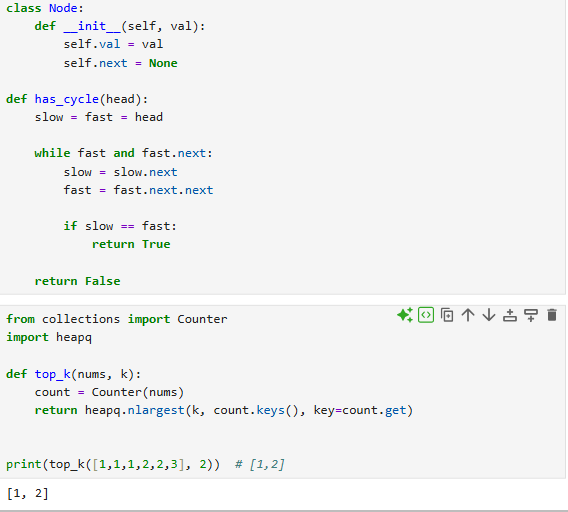 class Node:
    def __init__(self, val):
        self.val = val
        self.next = None

def has_cycle(head):
    slow = fast = head

    while fast and fast.next:
        slow = slow.next
        fast = fast.next.next

        if slow == fast:
            return True

    return False

from collections import Counter
import heapq

def top_k(nums, k):
    count = Counter(nums)
    return heapq.nlargest(k, count.keys(), key=count.get)


print(top_k([1,1,1,2,2,3], 2))  # [1,2]

[1, 2]